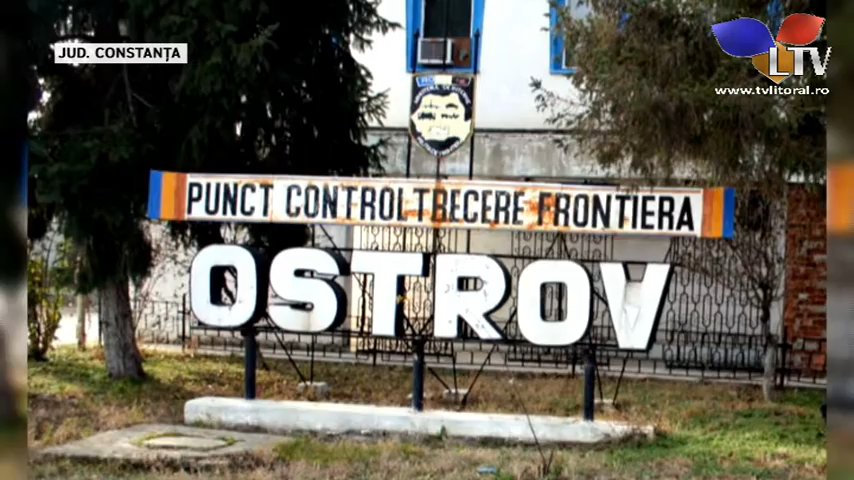 JUD. CONSTANȚA
LTV
www.tvlitoral.ro
PUNCT CONTROL TRECERE FRONTIERA
OSTROV